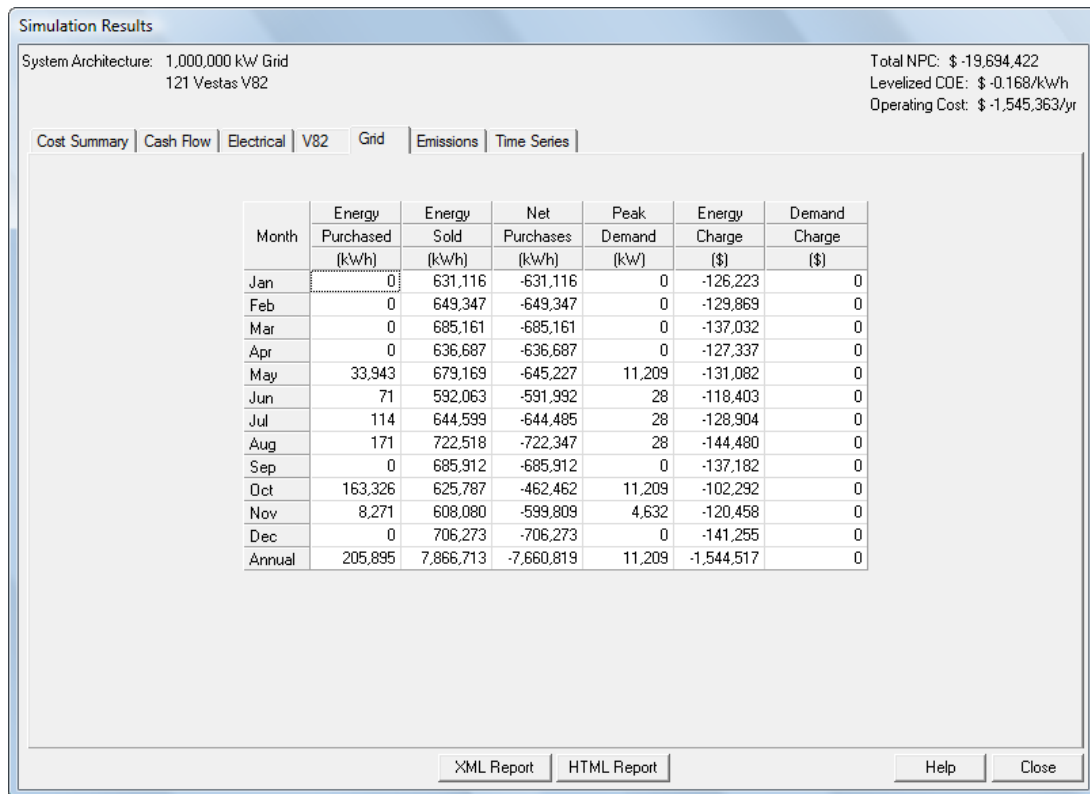 Simulation Results
System Architecture: 1,000,000 kW Grid
121 Vestas V82
Total NPC: $ -19,694,422
Levelized COE: $ -0.168/kWh
Operating Cost: $ -1,545,363/yr
Cost Summary Cash Flow Electrical V82 Grid Emissions Time Series
Month Energy Purchased (kWh) Energy Sold (kWh) Net Purchases (kWh) Peak Demand (kW) Energy Charge ($) Demand Charge ($)
Jan 0 631,116 -631,116 0 -126,223 0
Feb 0 649,347 -649,347 0 -129,869 0
Mar 0 685,161 -685,161 0 -137,032 0
Apr 0 636,687 -636,687 0 -127,337 0
May 33,943 679,169 -645,227 11,209 -131,082 0
Jun 71 592,063 -591,992 28 -118,403 0
Jul 114 644,599 -644,485 28 -128,904 0
Aug 171 722,518 -722,347 28 -144,480 0
Sep 0 685,912 -685,912 0 -137,182 0
Oct 163,326 625,787 -462,462 11,209 -102,292 0
Nov 8,271 608,080 -599,809 4,632 -120,458 0
Dec 0 706,273 -706,273 0 -141,255 0
Annual 205,895 7,866,713 -7,660,819 11,209 -1,544,517 0
XML Report HTML Report Help Close